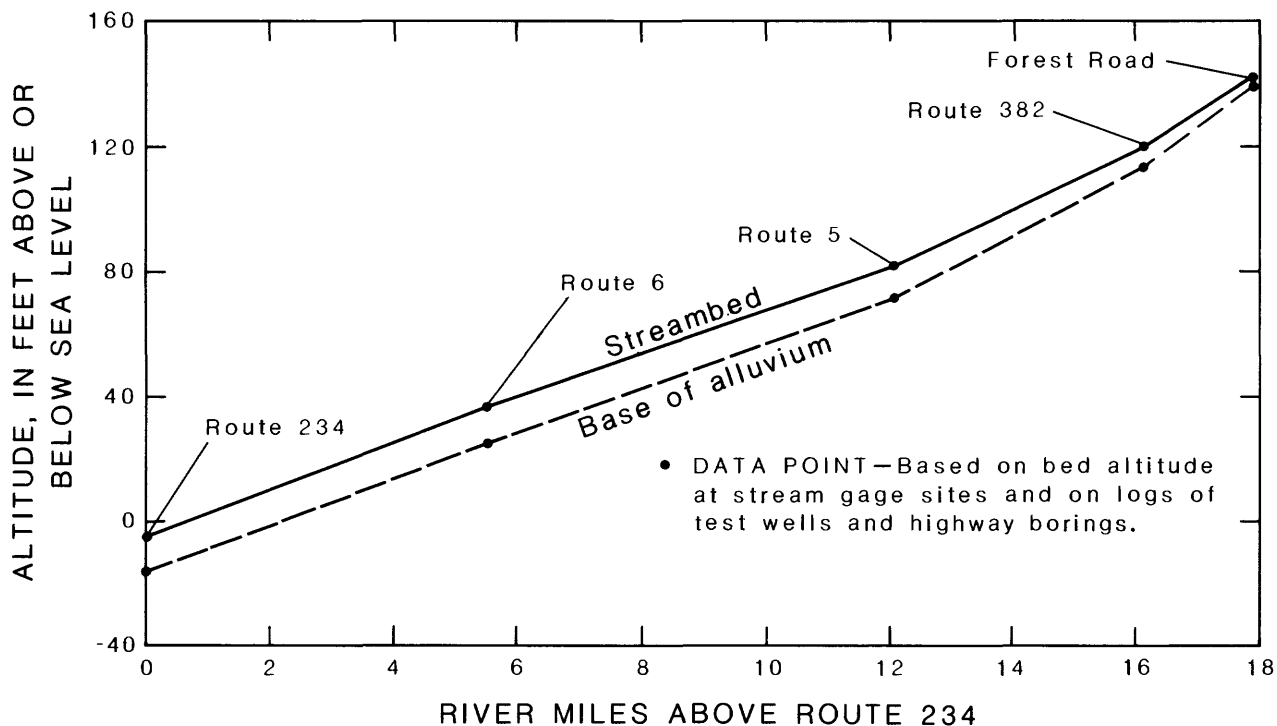 ALTITUDE, IN FEET ABOVE OR
BELOW SEA LEVEL
160
120
80
40
0
-40
Forest Road
Route 382
Route 5
Route 6
Route 234
Streambed
Base of alluvium
DATA POINT—Based on bed altitude
at stream gage sites and on logs of
test wells and highway borings.
0 2 4 6 8 10 12 14 16 18
RIVER MILES ABOVE ROUTE 234